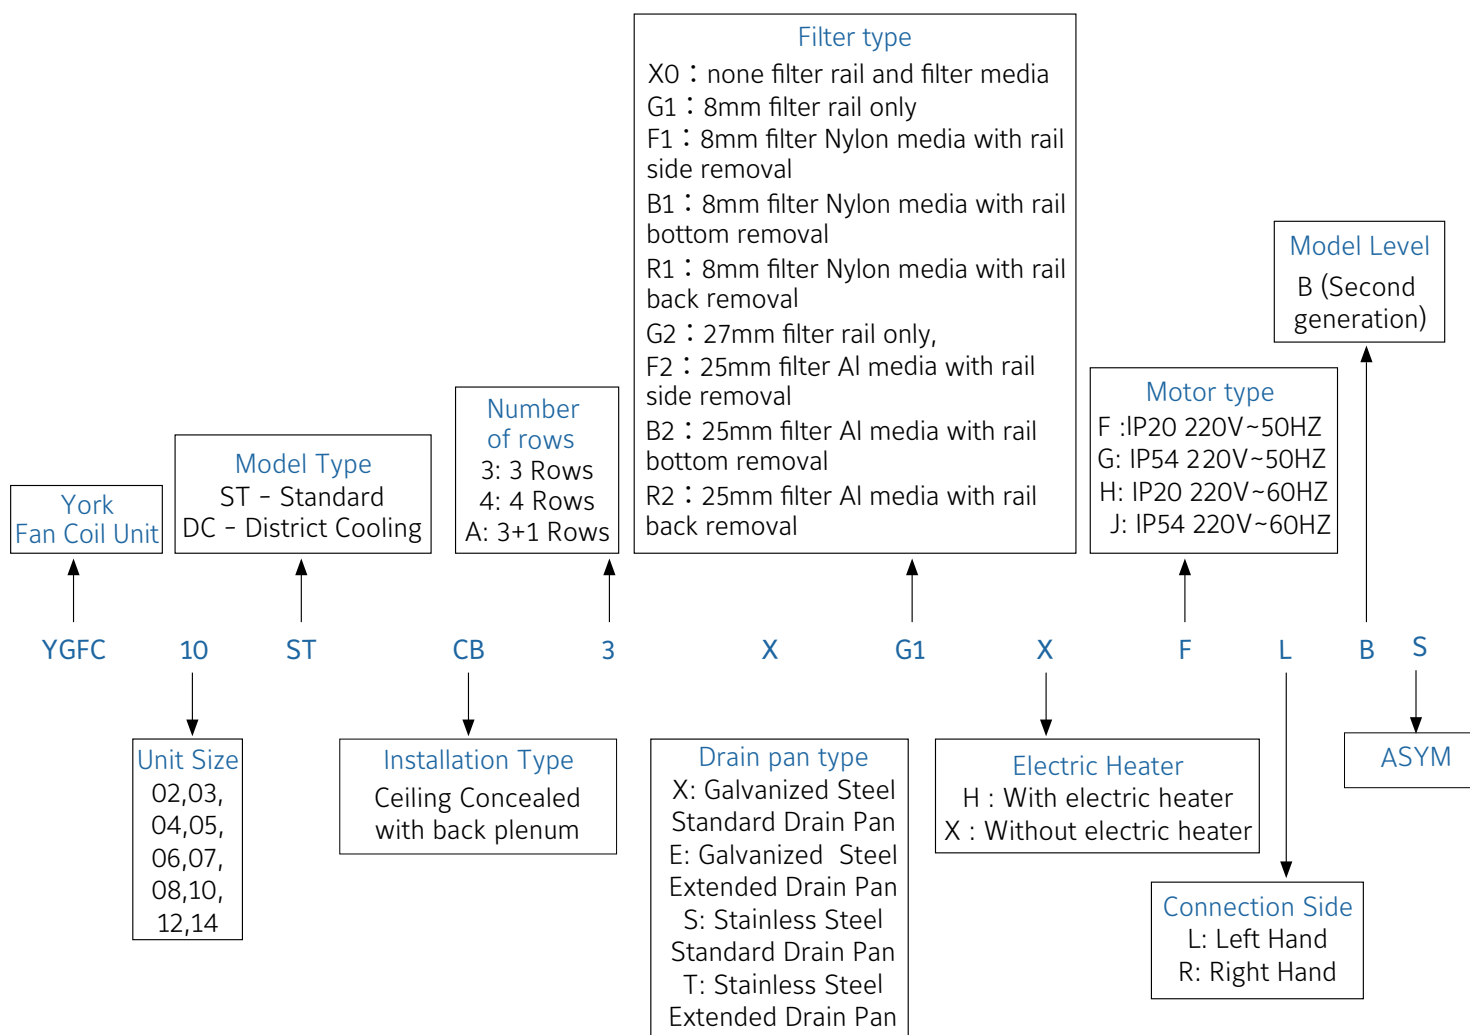 Filter type
X0：none filter rail and filter media
G1：8mm filter rail only
F1：8mm filter Nylon media with rail
side removal
B1：8mm filter Nylon media with rail
bottom removal
R1：8mm filter Nylon media with rail
back removal
G2：27mm filter rail only,
F2：25mm filter Al media with rail
side removal
B2：25mm filter Al media with rail
bottom removal
R2：25mm filter Al media with rail
back removal
Model Level
B (Second
generation)
Motor type
F :IP20 220V~50HZ
G: IP54 220V~50HZ
H: IP20 220V~60HZ
J: IP54 220V~60HZ
Number
of rows
3: 3 Rows
4: 4 Rows
A: 3+1 Rows
Model Type
ST - Standard
DC - District Cooling
York
Fan Coil Unit
YGFC 10 ST CB 3 X G1 X F L B S
Unit Size
02,03,
04,05,
06,07,
08,10,
12,14
Installation Type
Ceiling Concealed
with back plenum
Drain pan type
X: Galvanized Steel
Standard Drain Pan
E: Galvanized Steel
Extended Drain Pan
S: Stainless Steel
Standard Drain Pan
T: Stainless Steel
Extended Drain Pan
Electric Heater
H : With electric heater
X : Without electric heater
ASYM
Connection Side
L: Left Hand
R: Right Hand